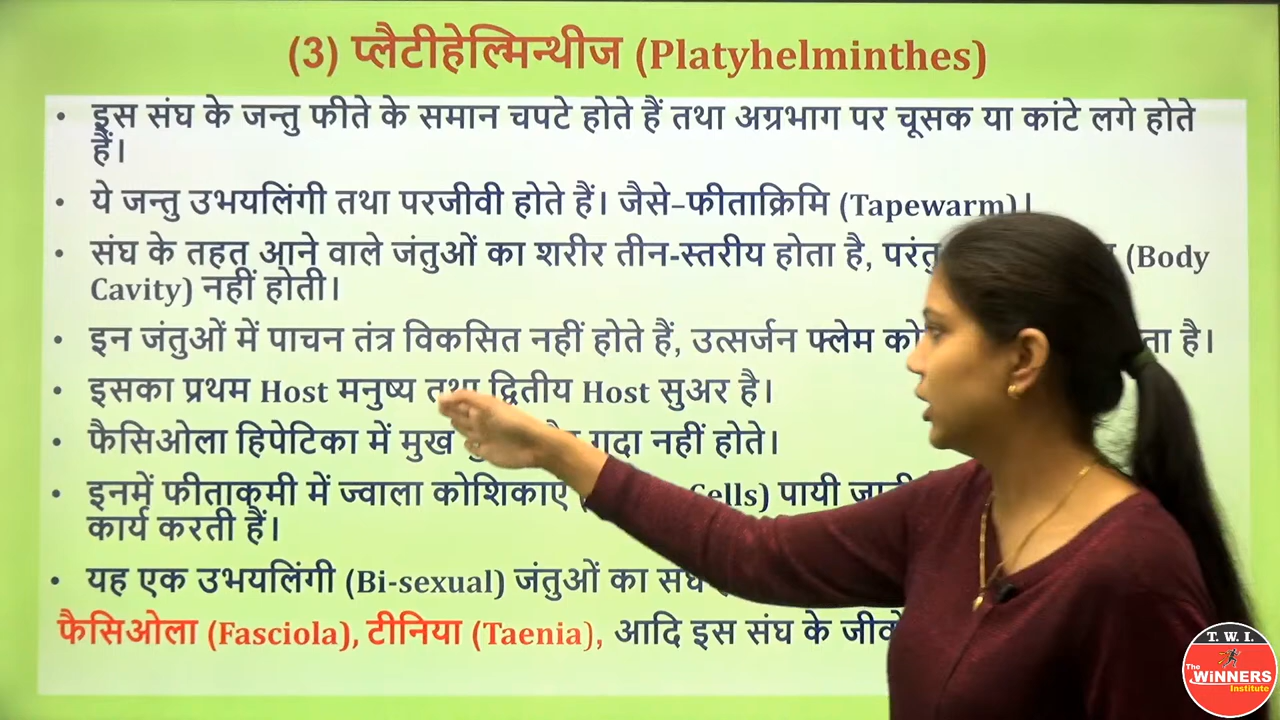 (3) प्लैटीहेल्मिन्थीज (Platyhelminthes)
• इस संघ के जन्तु फीते के समान चपटे होते हैं तथा अग्रभाग पर चूसक या कांटे लगे होते
हैं।
• ये जन्तु उभयलिंगी तथा परजीवी होते हैं। जैसे–फीताक्रिमि (Tapewarm)।
• संघ के तहत आने वाले जंतुओं का शरीर तीन-स्तरीय होता है, (Body
Cavity) नहीं होती।
• इन जंतुओं में पाचन तंत्र विकसित नहीं होते हैं, उत्सर्जन फ्लेम है।
• इसका प्रथम Host मनुष्य तथा द्वितीय Host सुअर है।
• फैसिओला हिपेटिका में मुख गुदा नहीं होते।
• इनमें फीताकृमी में ज्वाला कोशिकाएं Cells) पायी
कार्य करती हैं।
• यह एक उभयलिंगी (Bi-sexual) जंतुओं का संघ
फैसिओला (Fasciola), टीनिया (Taenia), आदि इस संघ के
T. W. I.
The
WiNNERS
Institute